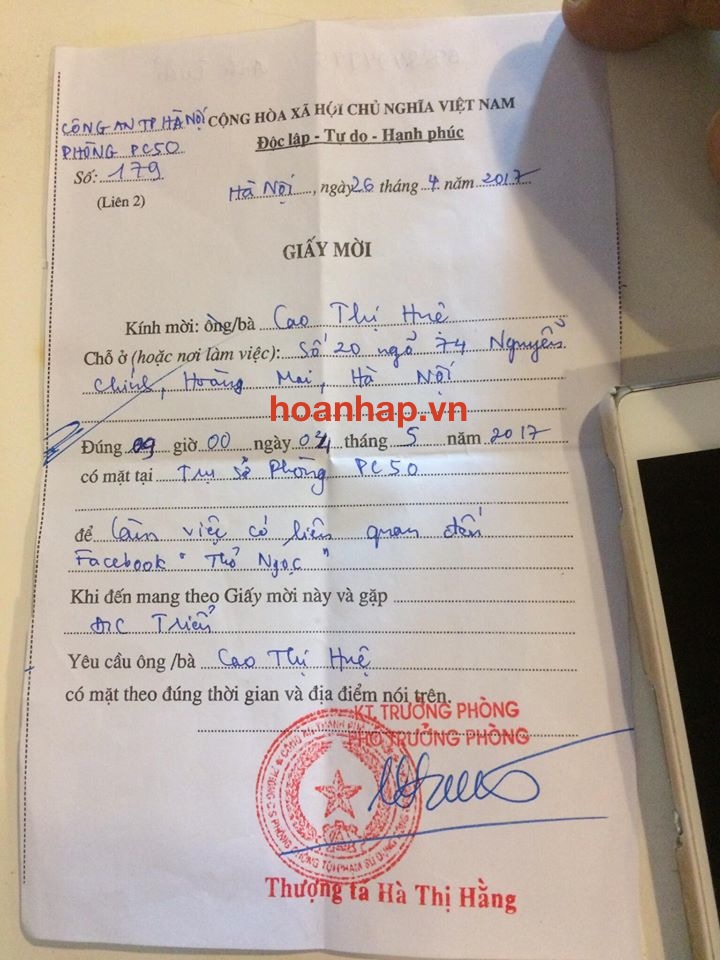 CÔNG AN TP HÀ NỘI
PHÒNG PC50
Số: 179
(Liên 2)
CỘNG HÒA XÃ HỘI CHỦ NGHĨA VIỆT NAM
Độc lập - Tự do - Hạnh phúc
Hà Nội, ngày 26 tháng 4 năm 2017
GIẤY MỜI
Kính mời: ông/bà Cao Thị Huệ
Chỗ ở (hoặc nơi làm việc): Số 20 ngõ 74 Nguyễn
Chính, Hoàng Mai, Hà Nội
hoanhap.vn
Đúng 09 giờ 00 ngày 04 tháng 5 năm 2017
có mặt tại Trụ sở Phòng PC50
để làm việc có liên quan đến
Facebook " Thỏ Ngọc "
Khi đến mang theo Giấy mời này và gặp
Đ/C Triển
Yêu cầu ông /bà Cao Thị Huệ
có mặt theo đúng thời gian và địa điểm nói trên.
KT. TRƯỞNG PHÒNG
PHÓ TRƯỞNG PHÒNG
Thượng tá Hà Thị Hằng